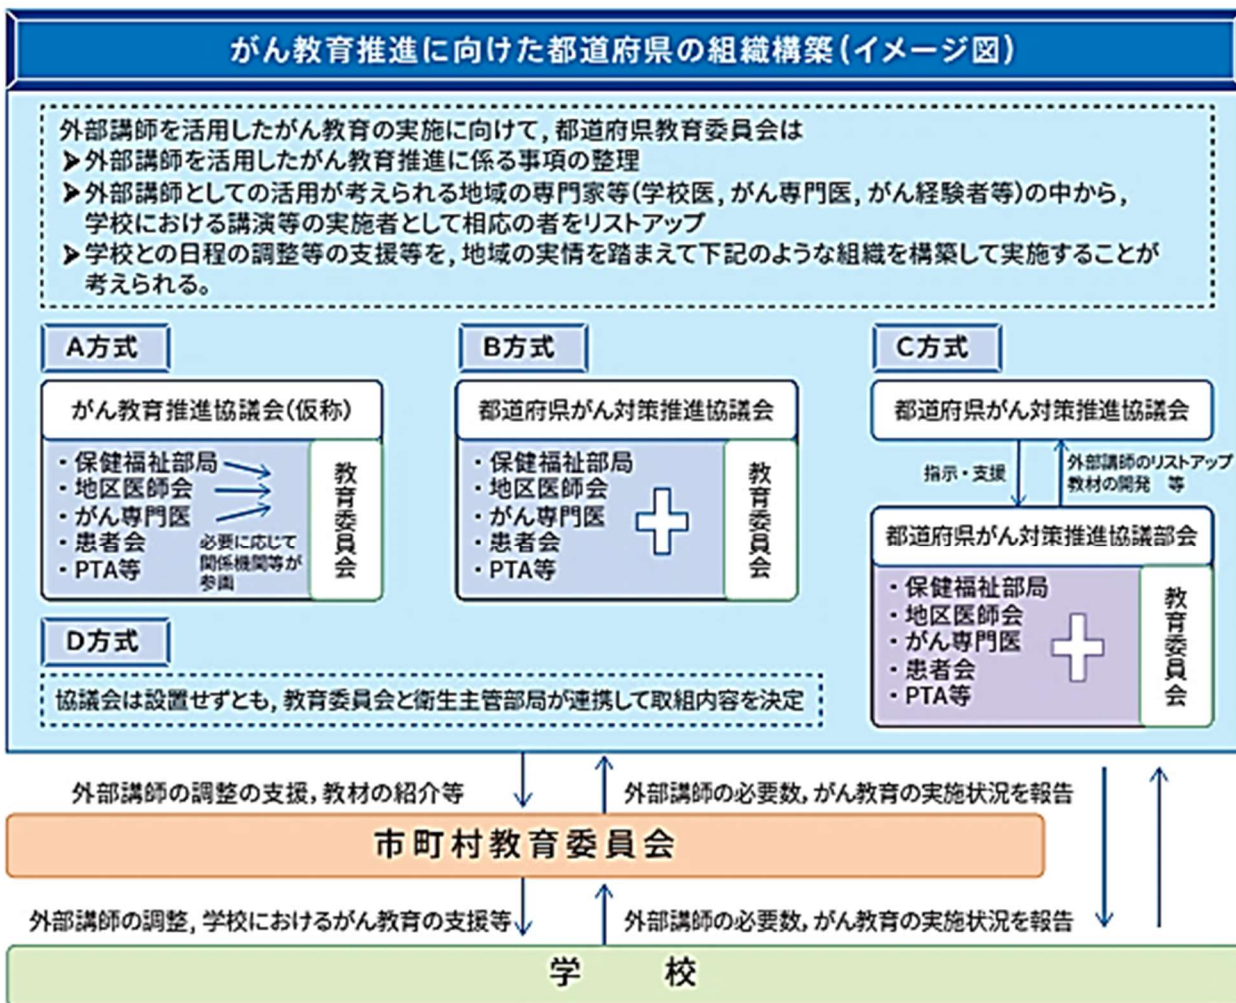 がん教育推進に向けた都道府県の組織構築(イメージ図)
外部講師を活用したがん教育の実施に向けて,都道府県教育委員会は
➢外部講師を活用したがん教育推進に係る事項の整理
➢外部講師としての活用が考えられる地域の専門家等(学校医,がん専門医,がん経験者等)の中から,
学校における講演等の実施者として相応の者をリストアップ
➢学校との日程の調整等の支援等を,地域の実情を踏まえて下記のような組織を構築して実施することが
考えられる。
A方式
がん教育推進協議会(仮称)
・保健福祉部局
・地区医師会
・がん専門医
・患者会
・PTA等
必要に応じて
関係機関等が
参画
教育委員会
B方式
都道府県がん対策推進協議会
・保健福祉部局
・地区医師会
・がん専門医
・患者会
・PTA等
教育委員会
C方式
都道府県がん対策推進協議会
指示・支援
外部講師のリストアップ
教材の開発 等
都道府県がん対策推進協議部会
・保健福祉部局
・地区医師会
・がん専門医
・患者会
・PTA等
教育委員会
D方式
協議会は設置せずとも,教育委員会と衛生主管部局が連携して取組内容を決定
外部講師の調整の支援,教材の紹介等
外部講師の必要数,がん教育の実施状況を報告
市町村教育委員会
外部講師の調整,学校におけるがん教育の支援等
外部講師の必要数,がん教育の実施状況を報告
学 校